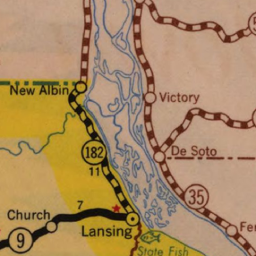 New Albin
Victory
De Soto
182
11
35
Church
7
9
Lansing
State Fish